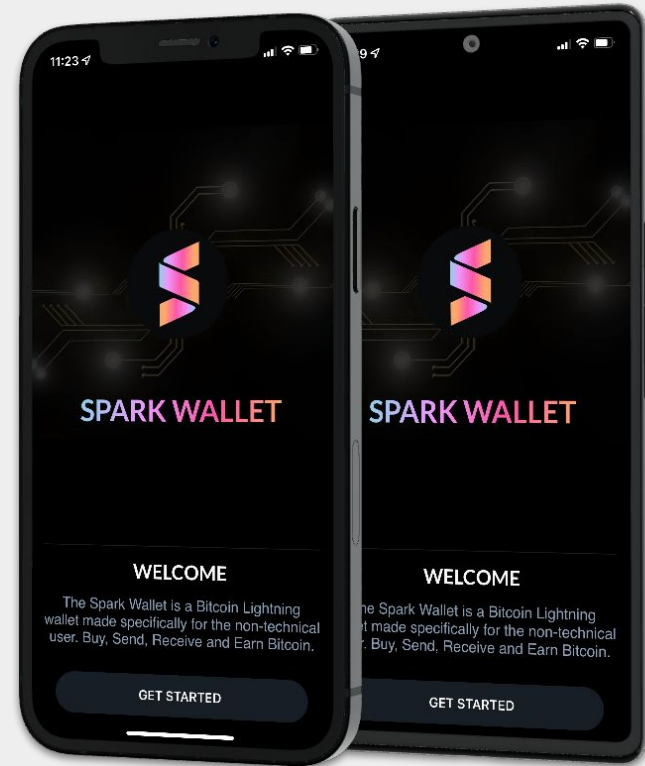 11:23
SPARK WALLET
WELCOME
The Spark Wallet is a Bitcoin Lightning
wallet made specifically for the non-technical
user. Buy, Send, Receive and Earn Bitcoin.
GET STARTED
9
SPARK WALLET
WELCOME
he Spark Wallet is a Bitcoin Lightning
et made specifically for the non-technical
r. Buy, Send, Receive and Earn Bitcoin.
GET STARTED